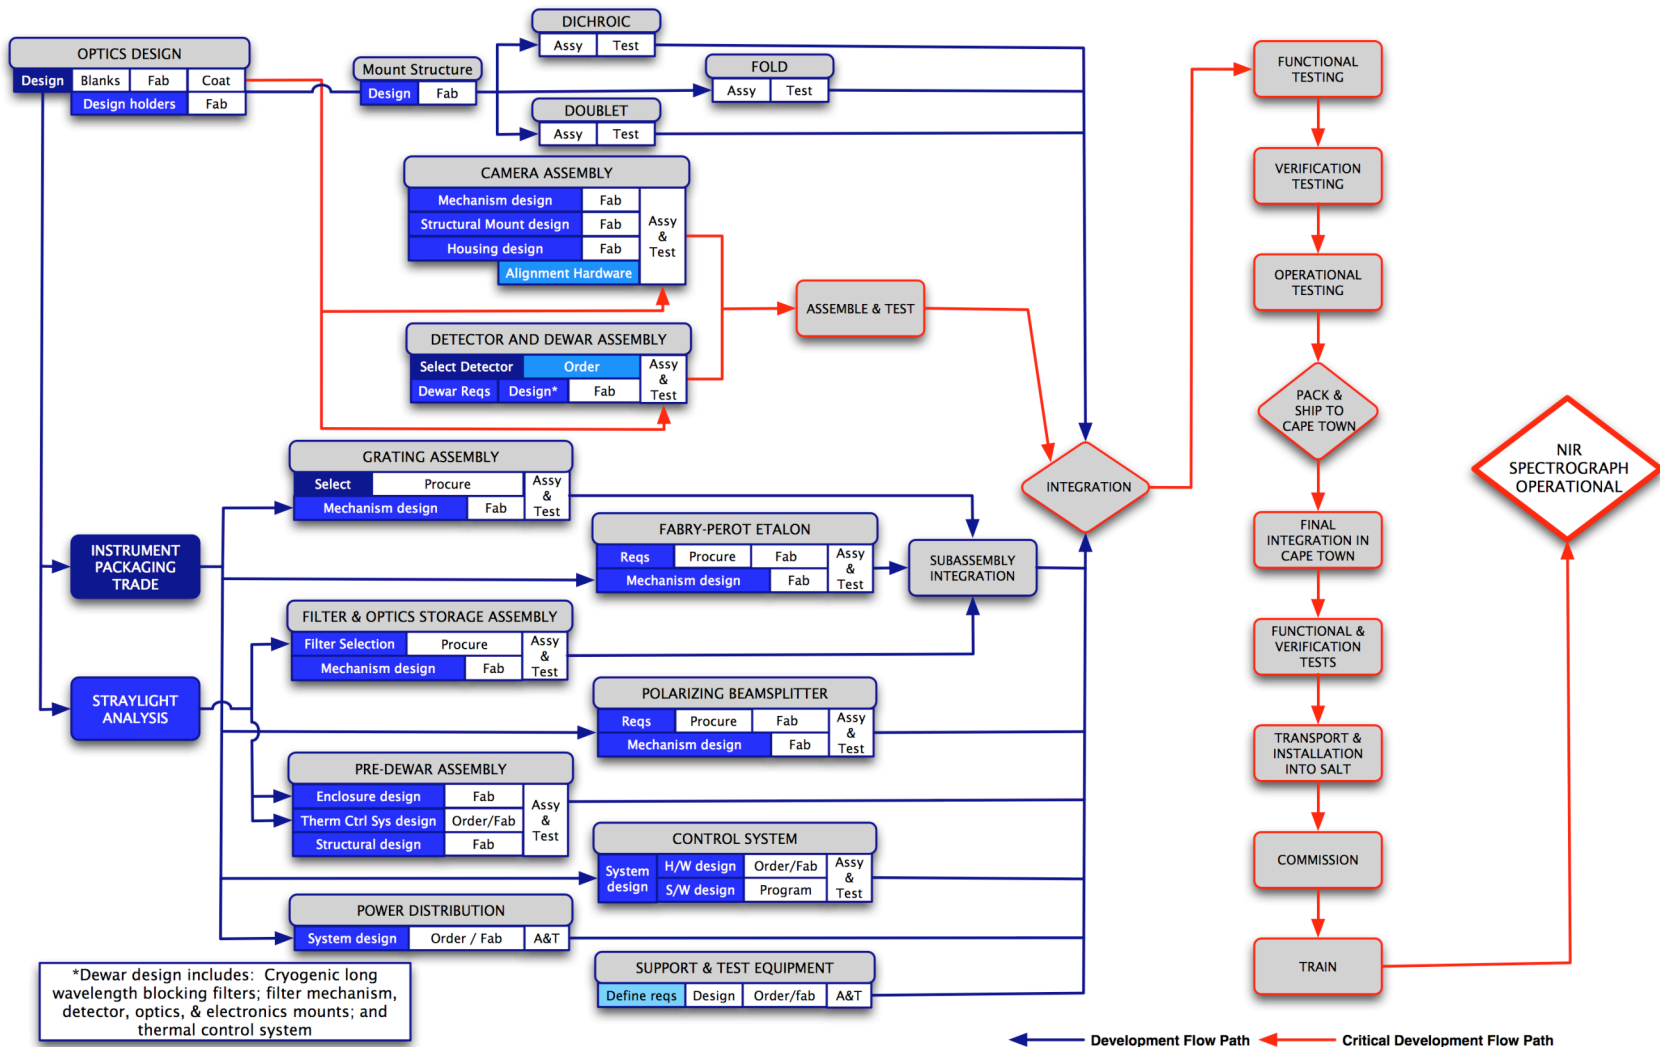 OPTICS DESIGN
Design Blanks Fab Coat
Design holders Fab
Mount Structure
Design Fab
DICHROIC
Assy Test
FOLD
Assy Test
DOUBLET
Assy Test
CAMERA ASSEMBLY
Mechanism design Fab
Structural Mount design Fab
Housing design Fab
Alignment Hardware
Assy
&
Test
DETECTOR AND DEWAR ASSEMBLY
Select Detector Order
Dewar Reqs Design* Fab
Assy
&
Test
ASSEMBLE & TEST
GRATING ASSEMBLY
Select Procure
Mechanism design Fab
Assy
&
Test
INSTRUMENT
PACKAGING
TRADE
FABRY-PEROT ETALON
Reqs Procure Fab
Mechanism design Fab
Assy
&
Test
SUBASSEMBLY
INTEGRATION
FILTER & OPTICS STORAGE ASSEMBLY
Filter Selection Procure
Mechanism design Fab
Assy
&
Test
STRAYLIGHT
ANALYSIS
POLARIZING BEAMSPLITTER
Reqs Procure Fab
Mechanism design Fab
Assy
&
Test
PRE-DEWAR ASSEMBLY
Enclosure design Fab
Therm Ctrl Sys design Order/Fab
Structural design Fab
Assy
&
Test
CONTROL SYSTEM
System
design
H/W design Order/Fab
S/W design Program
Assy
&
Test
POWER DISTRIBUTION
System design Order / Fab A&T
SUPPORT & TEST EQUIPMENT
Define reqs Design Order/fab A&T
*Dewar design includes: Cryogenic long
wavelength blocking filters; filter mechanism,
detector, optics, & electronics mounts; and
thermal control system
INTEGRATION
FUNCTIONAL
TESTING
VERIFICATION
TESTING
OPERATIONAL
TESTING
PACK &
SHIP TO
CAPE TOWN
FINAL
INTEGRATION IN
CAPE TOWN
FUNCTIONAL &
VERIFICATION
TESTS
TRANSPORT &
INSTALLATION
INTO SALT
COMMISSION
TRAIN
NIR
SPECTROGRAPH
OPERATIONAL
Development Flow Path
Critical Development Flow Path